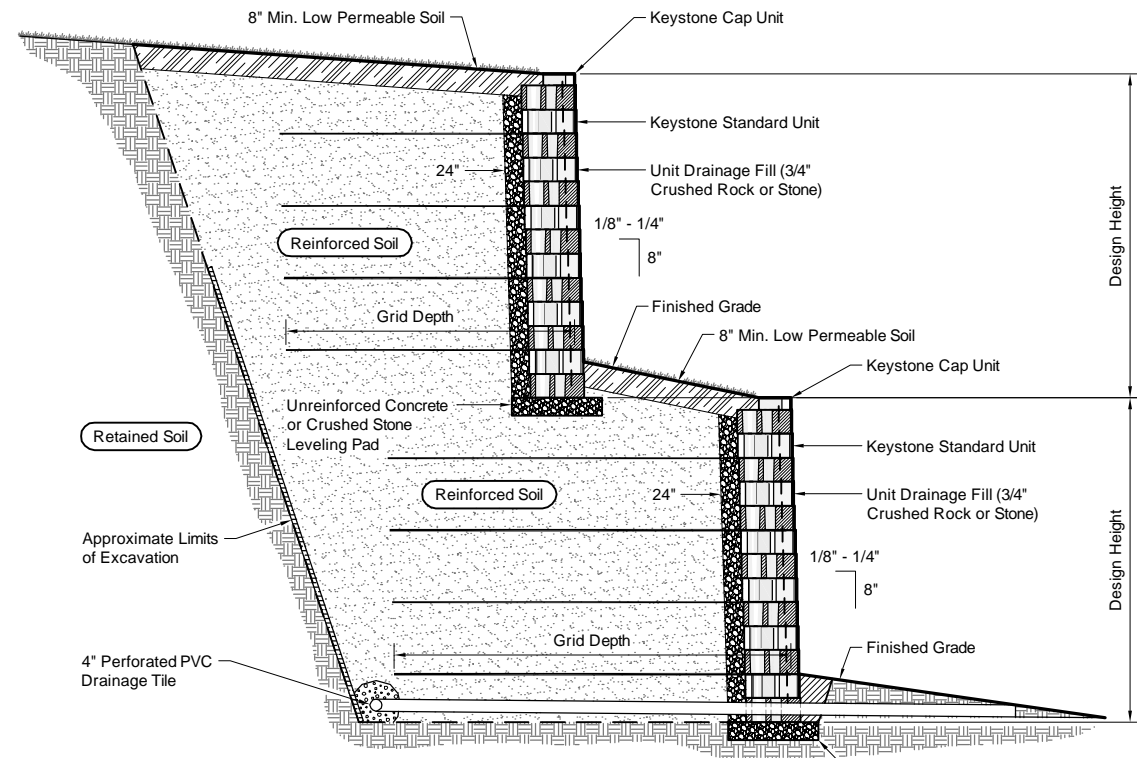 8" Min. Low Permeable Soil
Keystone Cap Unit
Keystone Standard Unit
24"
Unit Drainage Fill (3/4"
Crushed Rock or Stone)
1/8" - 1/4"
8"
Design Height
Reinforced Soil
Grid Depth
Finished Grade
8" Min. Low Permeable Soil
Keystone Cap Unit
Unreinforced Concrete
or Crushed Stone
Leveling Pad
Retained Soil
Keystone Standard Unit
Reinforced Soil
24"
Unit Drainage Fill (3/4"
Crushed Rock or Stone)
Approximate Limits
of Excavation
1/8" - 1/4"
8"
Design Height
Grid Depth
Finished Grade
4" Perforated PVC
Drainage Tile